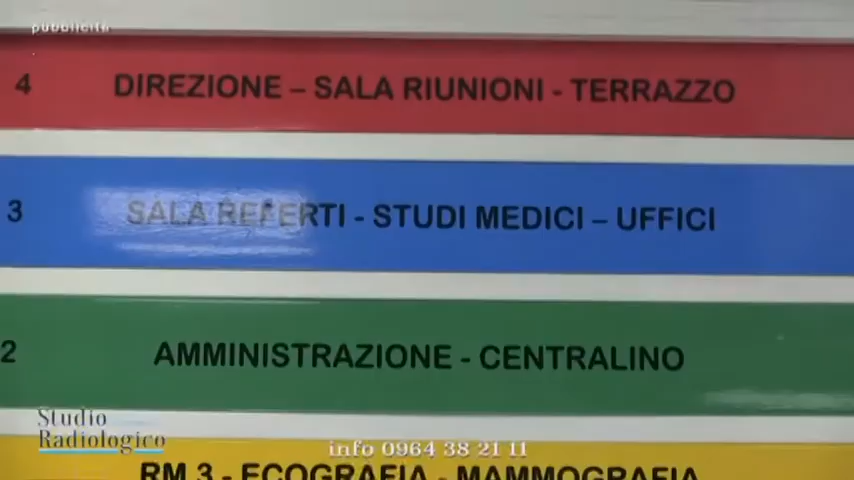 pubblicità
4 DIREZIONE – SALA RIUNIONI - TERRAZZO
3 SALA REFERTI - STUDI MEDICI – UFFICI
2 AMMINISTRAZIONE - CENTRALINO
Studio
Radiologico
info 0964 38 21 11
RM 3 - ECOGRAFIA - MAMMOGRAFIA